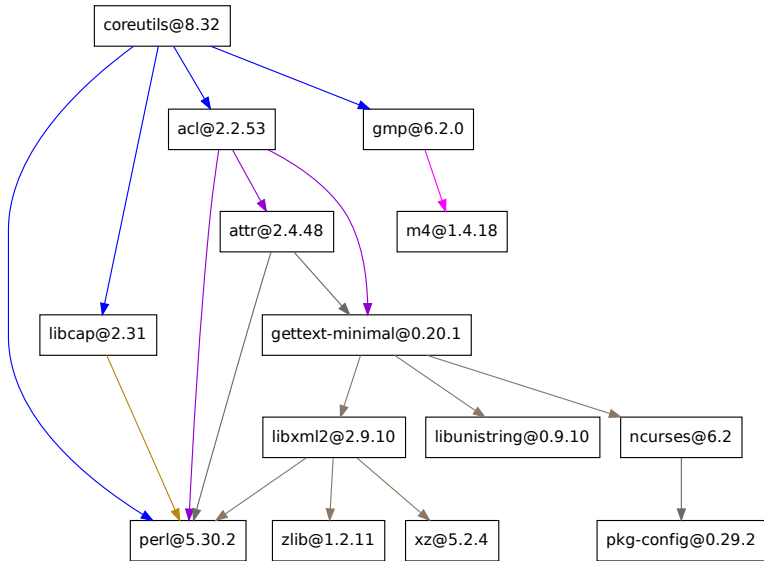 coreutils@8.32
acl@2.2.53
gmp@6.2.0
attr@2.4.48
m4@1.4.18
libcap@2.31
gettext-minimal@0.20.1
libxml2@2.9.10
libunistring@0.9.10
ncurses@6.2
perl@5.30.2
zlib@1.2.11
xz@5.2.4
pkg-config@0.29.2